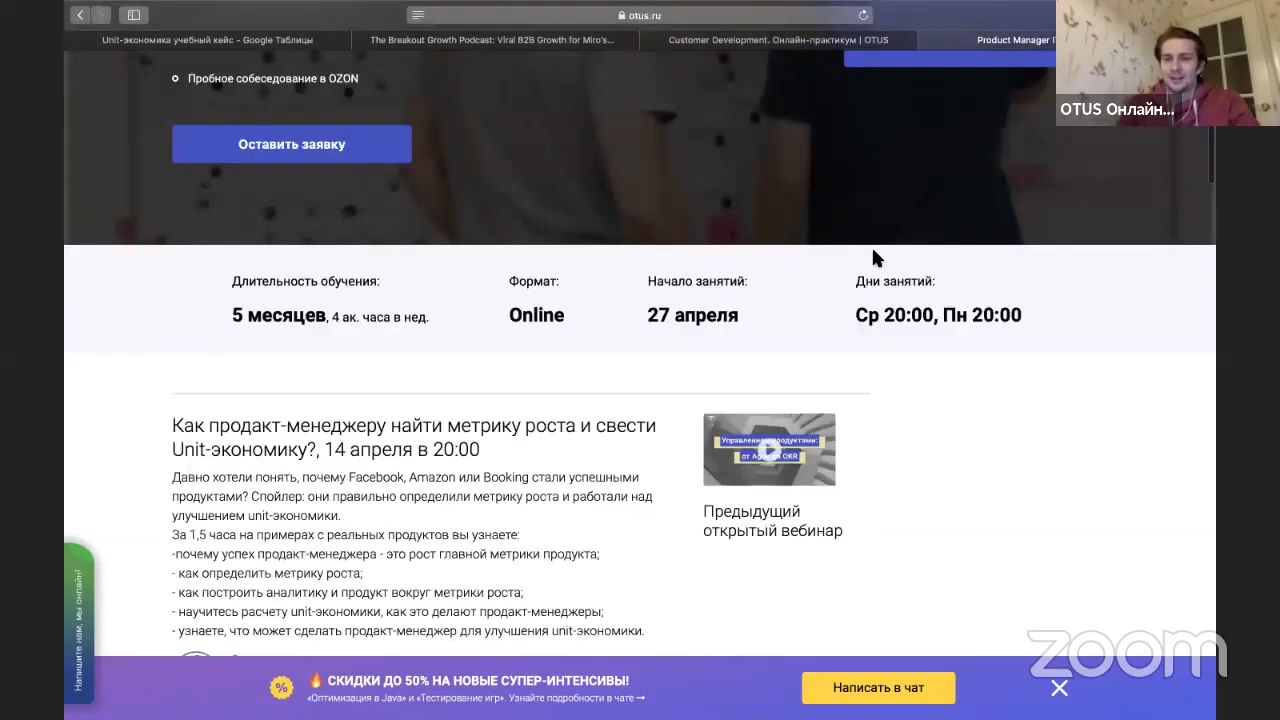 otus.ru
Unit-экономика учебный кейс - Google Таблицы
The Breakout Growth Podcast: Viral B2B Growth for Miro's...
Customer Development. Онлайн-практикум | OTUS
Product Manager I
OTUS Онлайн...
Пробное собеседование в OZON
Оставить заявку
Длительность обучения:
Формат:
Начало занятий:
Дни занятий:
5 месяцев, 4 ак. часа в нед.
Online
27 апреля
Ср 20:00, Пн 20:00
Как продакт-менеджеру найти метрику роста и свести
Unit-экономику?, 14 апреля в 20:00
Давно хотели понять, почему Facebook, Amazon или Booking стали успешными
продуктами? Спойлер: они правильно определили метрику роста и работали над
улучшением unit-экономики.
За 1,5 часа на примерах с реальных продуктов вы узнаете:
-почему успех продакт-менеджера - это рост главной метрики продукта;
- как определить метрику роста;
- как построить аналитику и продукт вокруг метрики роста;
- научитесь расчету unit-экономики, как это делают продакт-менеджеры;
- узнаете, что может сделать продакт-менеджер для улучшения unit-экономики.
Управление продуктами:
от Agile до OKR
Предыдущий
открытый вебинар
Напишите нам, мы онлайн!
%
🔥 СКИДКИ ДО 50% НА НОВЫЕ СУПЕР-ИНТЕНСИВЫ!
«Оптимизация в Java» и «Тестирование игр». Узнайте подробности в чате →
Написать в чат
zoom